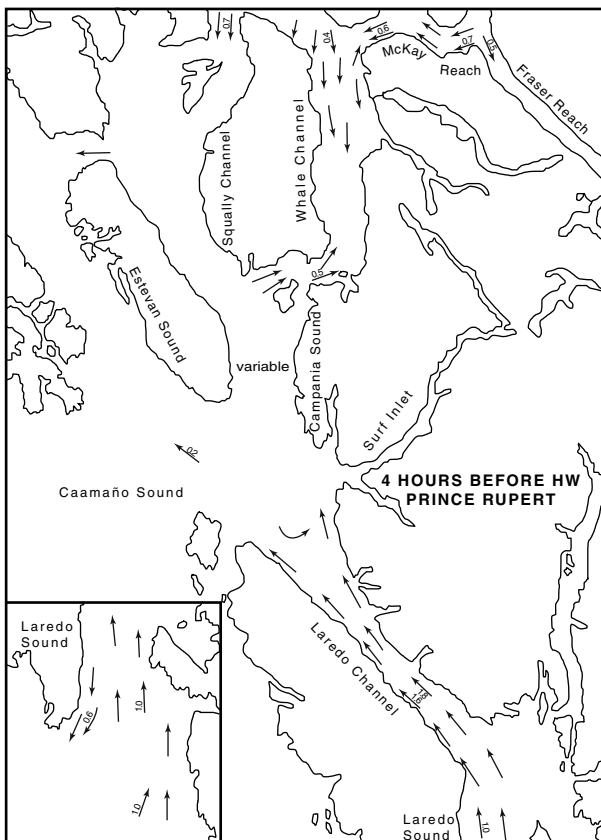 0.7
0.4
0.6
0.7
0.5
McKay
Reach
Fraser Reach
Squally Channel
Whale Channel
0.5
Estevan Sound
variable
Campania Sound
Surf Inlet
0.2
Caamaño Sound
4 HOURS BEFORE HW
PRINCE RUPERT
Laredo Channel
1.6
Laredo
Sound
0.6
1.0
1.0
Laredo
Sound
1.0